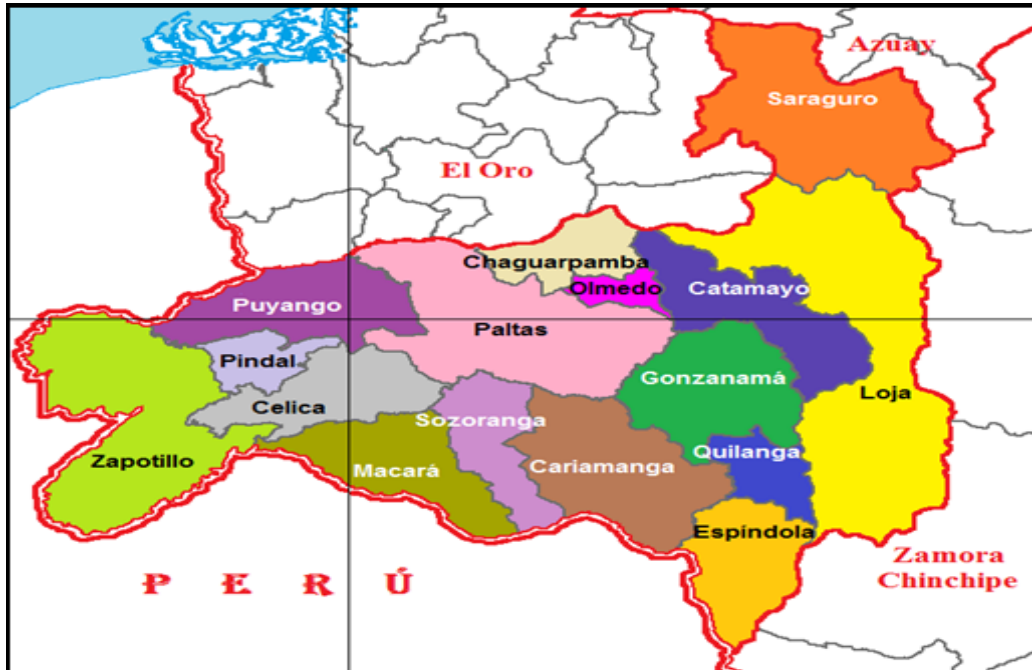 Azuay
Saraguro
El Oro
Chaguarpamba
Olmedo
Catamayo
Puyango
Paltas
Pindal
Gonzanamá
Loja
Celica
Sozoranga
Quilanga
Zapotillo
Macará
Cariamanga
Espíndola
Zamora
Chinchipe
PERÚ